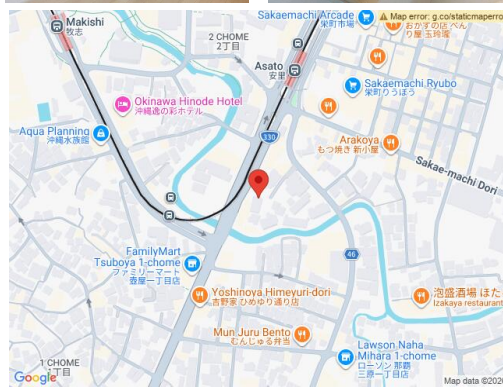 Makishi
牧志
Sakaemachi Arcade
栄町市場
⚠ Map error: g.co/staticmaperro
おかずの店 べん
り屋 玉玲瓏
2 CHOME
2丁目
Asato
安里
Sakaemachi Ryubo
栄町りうぼう
Okinawa Hinode Hotel
沖縄逸の彩ホテル
Aqua Planning
沖縄水族館
330
Arakoya
もつ焼き 新小屋
Sakae-machi Dori
46
FamilyMart
Tsuboya 1-chome
ファミリーマート
壺屋一丁目店
Yoshinoya Himeyuri-dori
吉野家 ひめゆり通り店
泡盛酒場 ほた
Izakaya restaurant
Mun Juru Bento
むんじゅる弁当
Lawson Naha
Mihara 1-chome
ローソン 那覇
三原一丁目店
1 CHOME
1丁目
Google
Map data ©2026